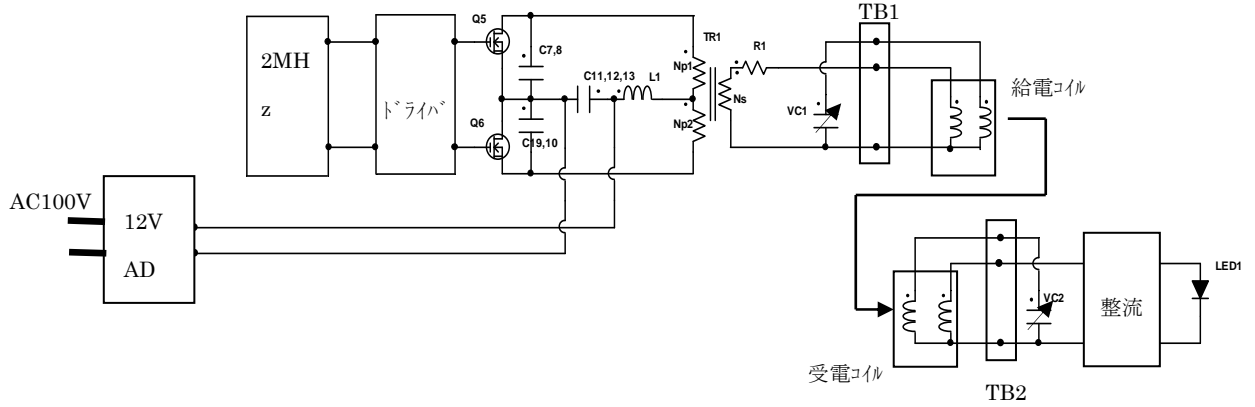 TB1
Q5
TR1
2MH
z
ドライバ
C7,8
C11,12,13
L1
Np1
R1
Ns
Np2
VC1
給電コイル
Q6
C19,10
AC100V
12V
AD
LED1
VC2
整流
受電コイル
TB2